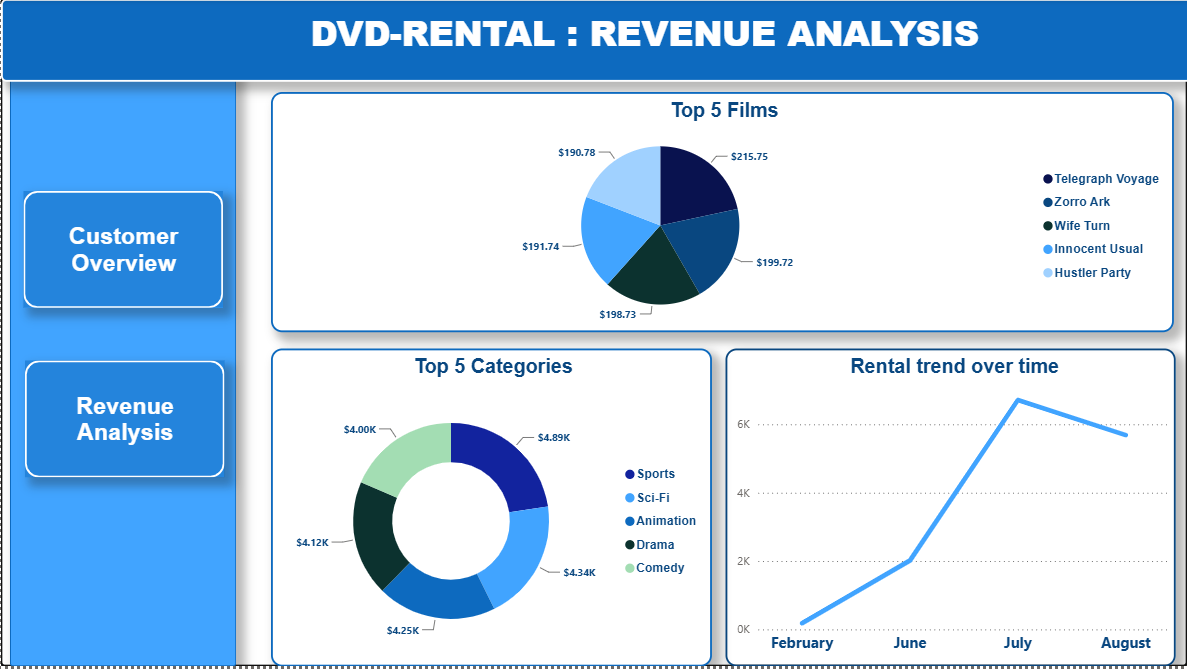 DVD-RENTAL : REVENUE ANALYSIS
Customer
Overview
Revenue
Analysis
Top 5 Films
$190.78
$215.75
$191.74
$199.72
$198.73
Telegraph Voyage
Zorro Ark
Wife Turn
Innocent Usual
Hustler Party
Top 5 Categories
$4.00K
$4.89K
$4.12K
$4.34K
$4.25K
Sports
Sci-Fi
Animation
Drama
Comedy
Rental trend over time
6K
4K
2K
0K
February June July August